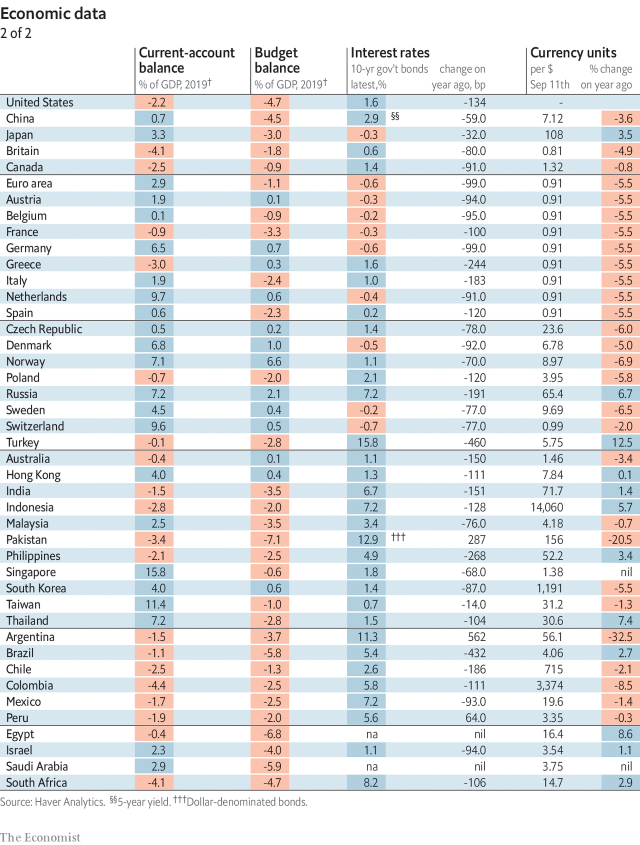 Economic data
2 of 2
Current-account balance % of GDP, 2019† Budget balance % of GDP, 2019† Interest rates 10-yr gov't bonds latest,% change on year ago, bp Currency units per $ Sep 11th % change on year ago
United States -2.2 -4.7 1.6 -134 -
China 0.7 -4.5 2.9 §§ -59.0 7.12 -3.6
Japan 3.3 -3.0 -0.3 -32.0 108 3.5
Britain -4.1 -1.8 0.6 -80.0 0.81 -4.9
Canada -2.5 -0.9 1.4 -91.0 1.32 -0.8
Euro area 2.9 -1.1 -0.6 -99.0 0.91 -5.5
Austria 1.9 0.1 -0.3 -94.0 0.91 -5.5
Belgium 0.1 -0.9 -0.2 -95.0 0.91 -5.5
France -0.9 -3.3 -0.3 -100 0.91 -5.5
Germany 6.5 0.7 -0.6 -99.0 0.91 -5.5
Greece -3.0 0.3 1.6 -244 0.91 -5.5
Italy 1.9 -2.4 1.0 -183 0.91 -5.5
Netherlands 9.7 0.6 -0.4 -91.0 0.91 -5.5
Spain 0.6 -2.3 0.2 -120 0.91 -5.5
Czech Republic 0.5 0.2 1.4 -78.0 23.6 -6.0
Denmark 6.8 1.0 -0.5 -92.0 6.78 -5.0
Norway 7.1 6.6 1.1 -70.0 8.97 -6.9
Poland -0.7 -2.0 2.1 -120 3.95 -5.8
Russia 7.2 2.1 7.2 -191 65.4 6.7
Sweden 4.5 0.4 -0.2 -77.0 9.69 -6.5
Switzerland 9.6 0.5 -0.7 -77.0 0.99 -2.0
Turkey -0.1 -2.8 15.8 -460 5.75 12.5
Australia -0.4 0.1 1.1 -150 1.46 -3.4
Hong Kong 4.0 0.4 1.3 -111 7.84 0.1
India -1.5 -3.5 6.7 -151 71.7 1.4
Indonesia -2.8 -2.0 7.2 -128 14,060 5.7
Malaysia 2.5 -3.5 3.4 -76.0 4.18 -0.7
Pakistan -3.4 -7.1 12.9 ††† 287 156 -20.5
Philippines -2.1 -2.5 4.9 -268 52.2 3.4
Singapore 15.8 -0.6 1.8 -68.0 1.38 nil
South Korea 4.0 0.6 1.4 -87.0 1,191 -5.5
Taiwan 11.4 -1.0 0.7 -14.0 31.2 -1.3
Thailand 7.2 -2.8 1.5 -104 30.6 7.4
Argentina -1.5 -3.7 11.3 562 56.1 -32.5
Brazil -1.1 -5.8 5.4 -432 4.06 2.7
Chile -2.5 -1.3 2.6 -186 715 -2.1
Colombia -4.4 -2.5 5.8 -111 3,374 -8.5
Mexico -1.7 -2.5 7.2 -93.0 19.6 -1.4
Peru -1.9 -2.0 5.6 64.0 3.35 -0.3
Egypt -0.4 -6.8 na nil 16.4 8.6
Israel 2.3 -4.0 1.1 -94.0 3.54 1.1
Saudi Arabia 2.9 -5.9 na nil 3.75 nil
South Africa -4.1 -4.7 8.2 -106 14.7 2.9
Source: Haver Analytics. §§5-year yield. †††Dollar-denominated bonds.
The Economist